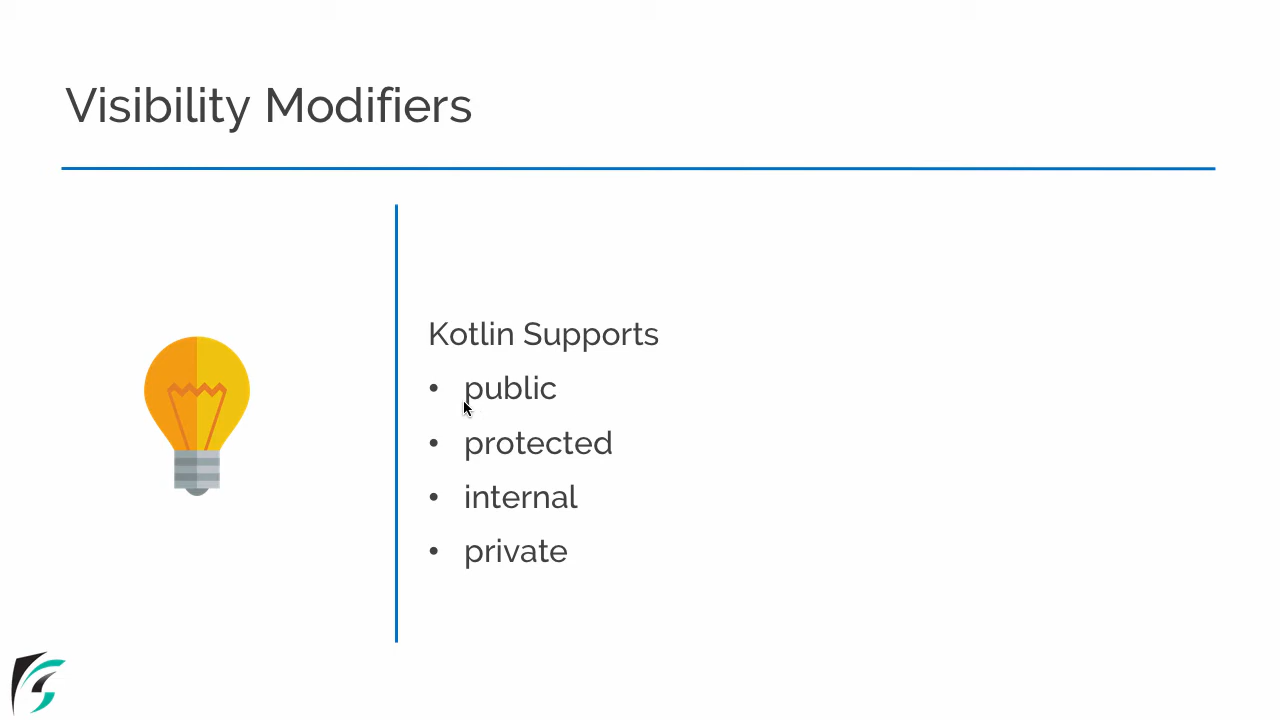 Visibility Modifiers
Kotlin Supports
• public
• protected
• internal
• private